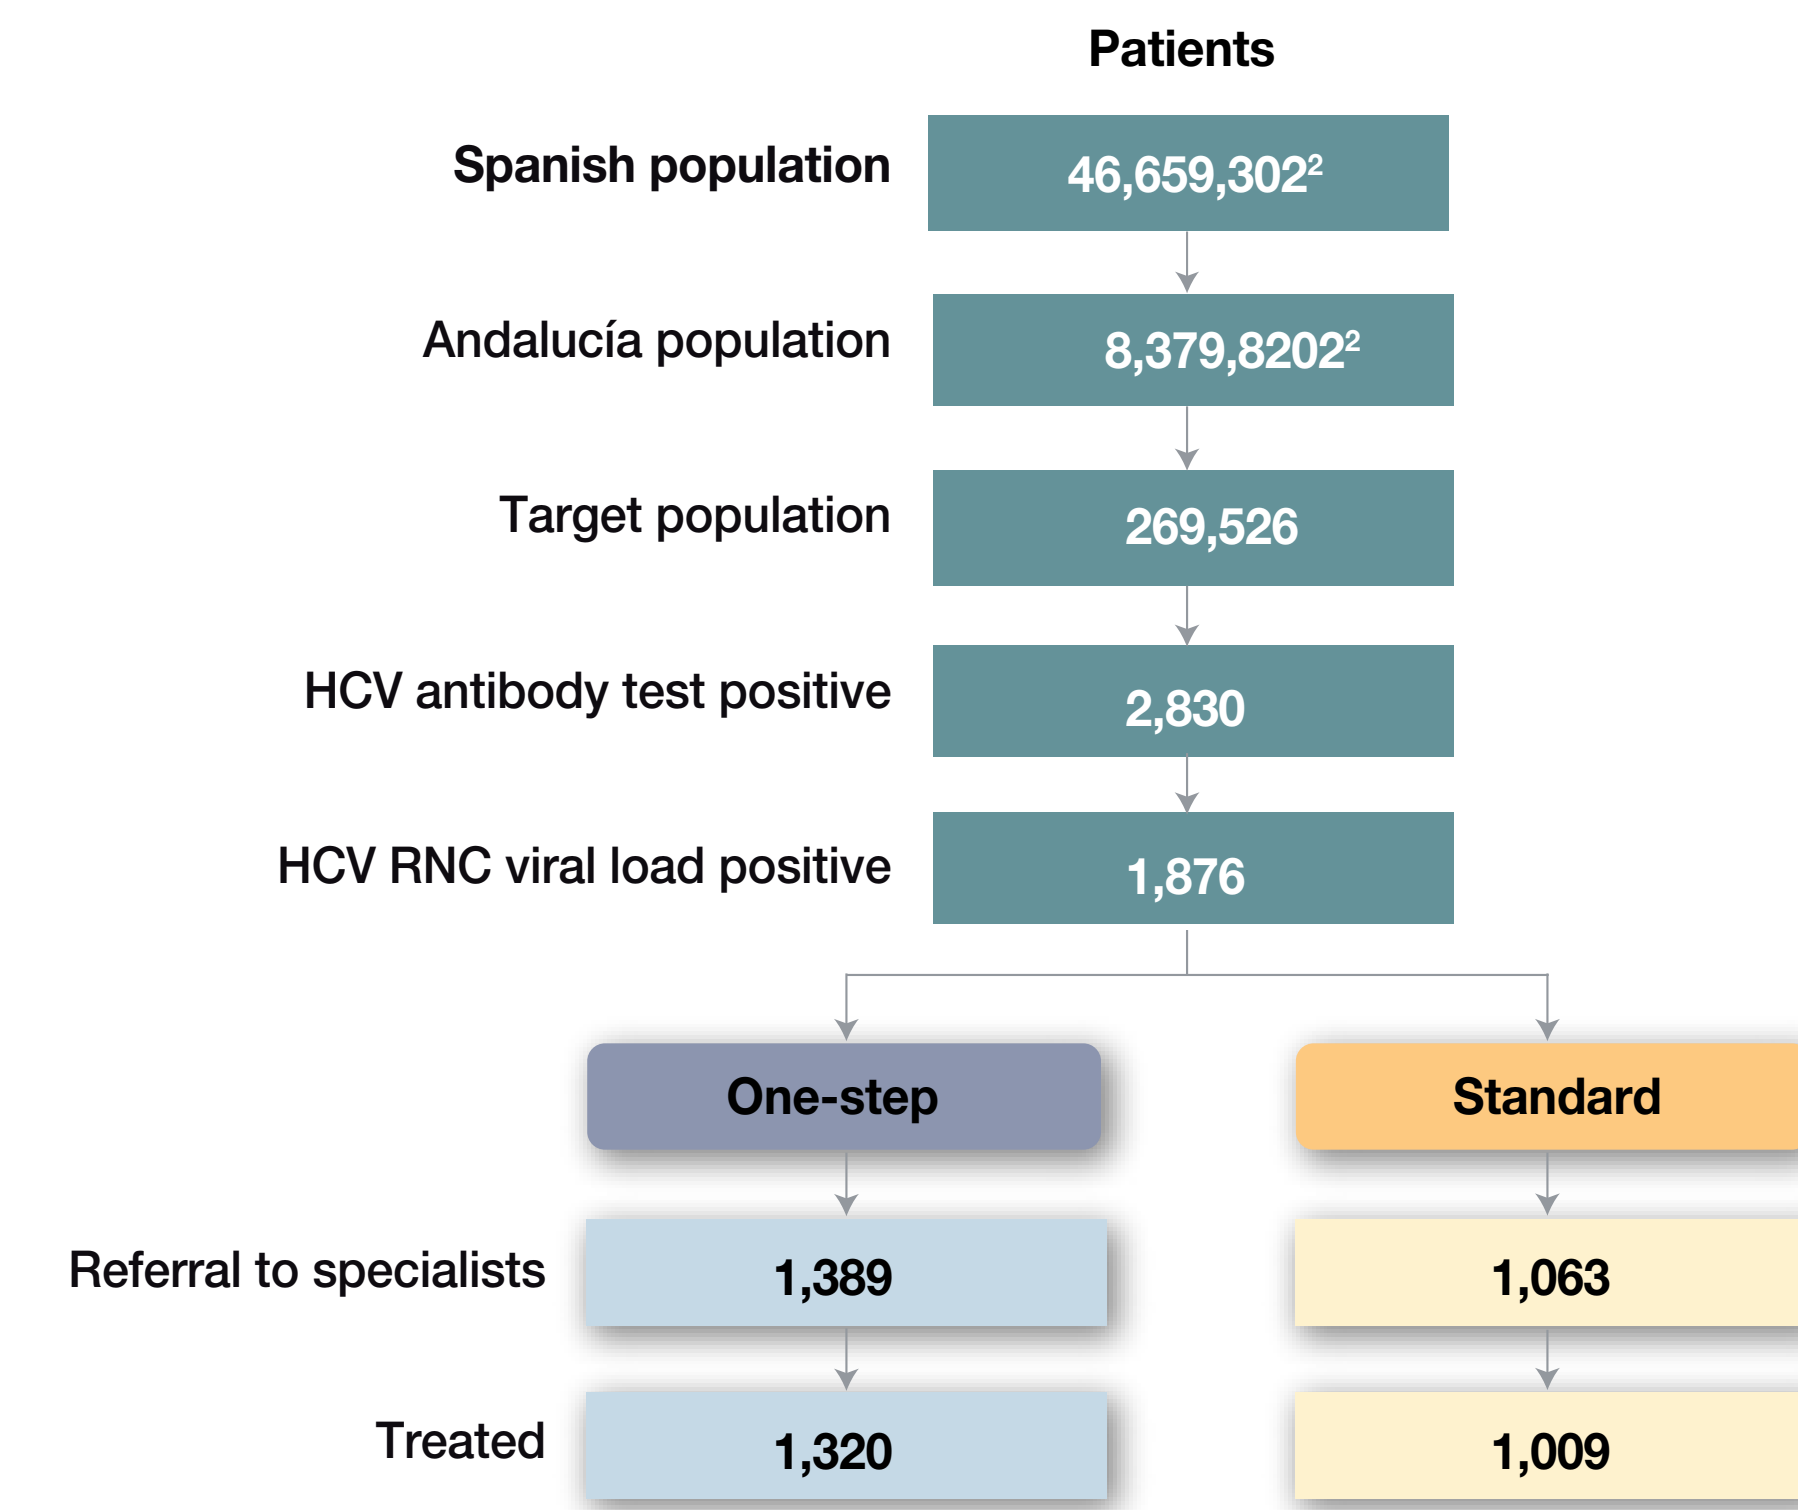 Patients
Spanish population 46,659,302²
Andalucía population 8,379,8202²
Target population 269,526
HCV antibody test positive 2,830
HCV RNC viral load positive 1,876
One-step Standard
Referral to specialists 1,389 1,063
Treated 1,320 1,009